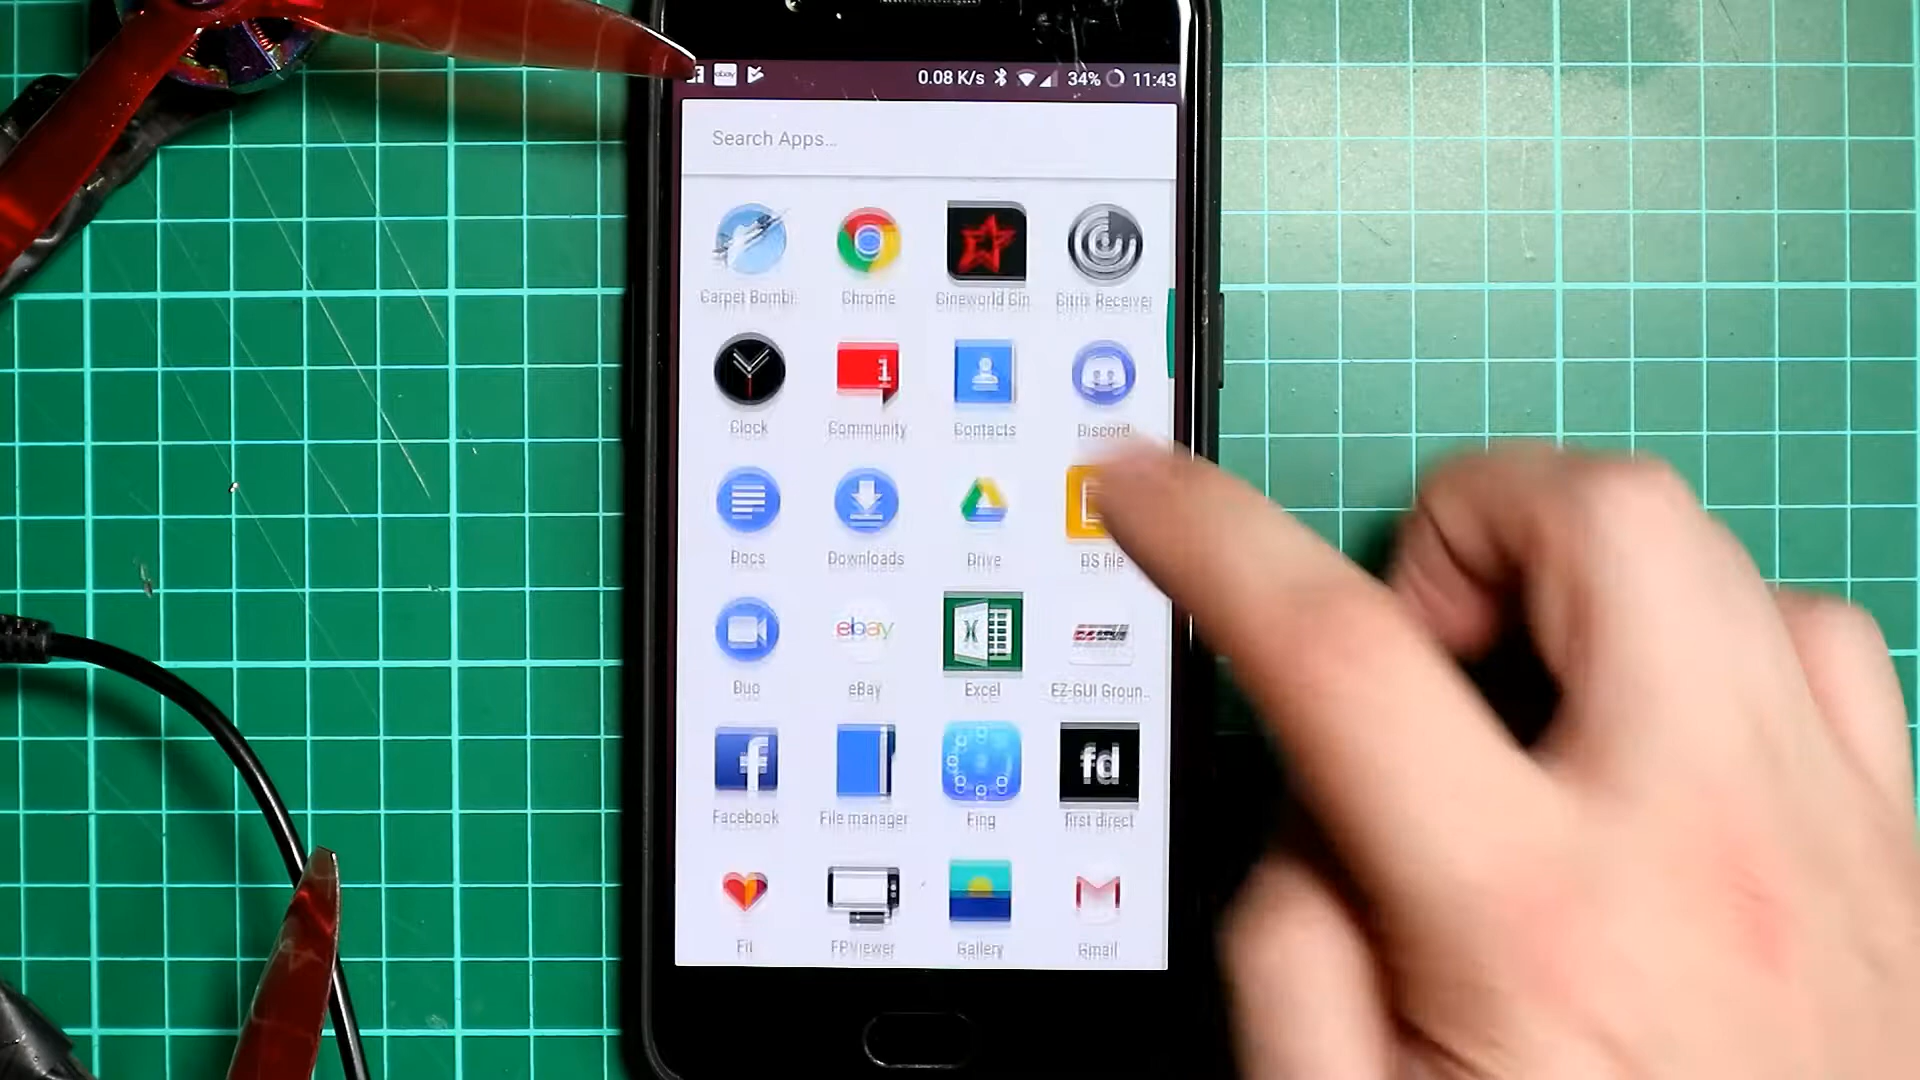 ebay 0.08 K/s 34% 11:43
Search Apps...
Carpet Bombi.. Chrome Cineworld Cin Citrix Receiver
Clock Community Contacts Discord
Docs Downloads Drive DS file
ebay
Duo eBay Excel EZ-GUI Groun..
f fd
Facebook File manager Fing first direct
Fit FPViewer Gallery Gmail